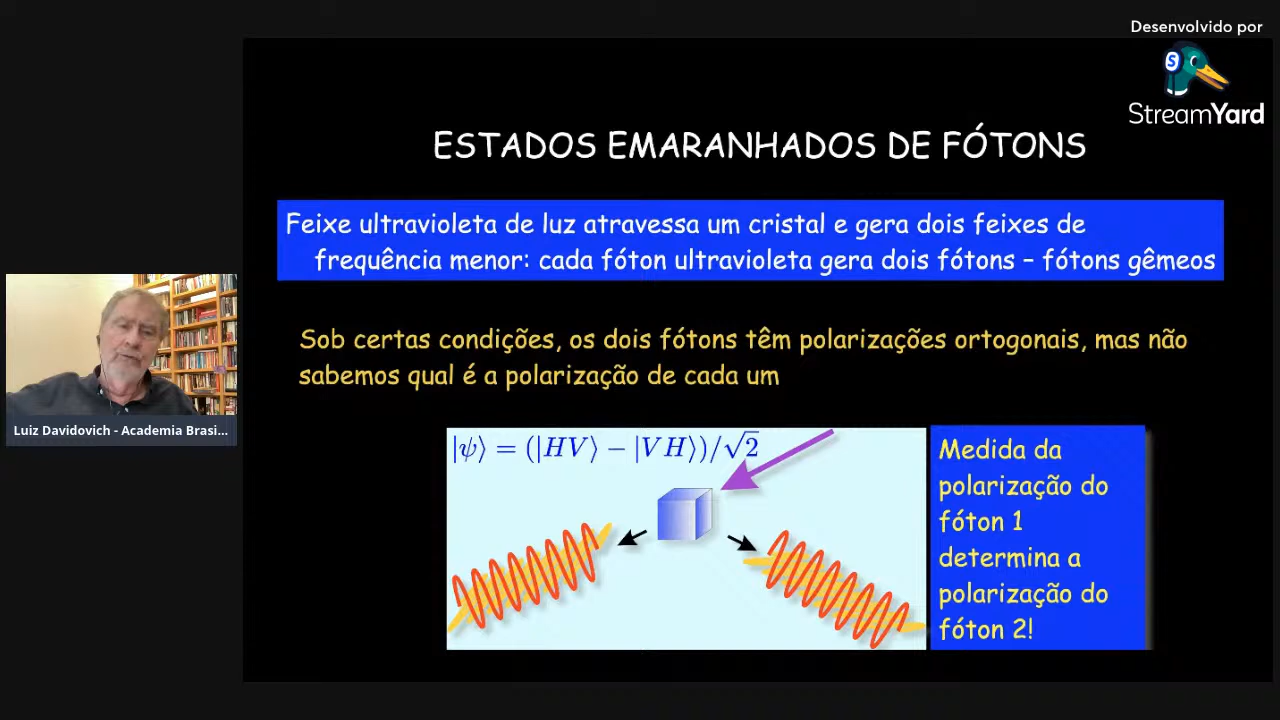 Desenvolvido por
StreamYard
ESTADOS EMARANHADOS DE FÓTONS
Feixe ultravioleta de luz atravessa um cristal e gera dois feixes de
frequência menor: cada fóton ultravioleta gera dois fótons – fótons gêmeos
Sob certas condições, os dois fótons têm polarizações ortogonais, mas não
sabemos qual é a polarização de cada um
|ψ⟩ = (|HV⟩ − |VH⟩)/√2
Medida da
polarização do
fóton 1
determina a
polarização do
fóton 2!
Luiz Davidovich - Academia Brasi...